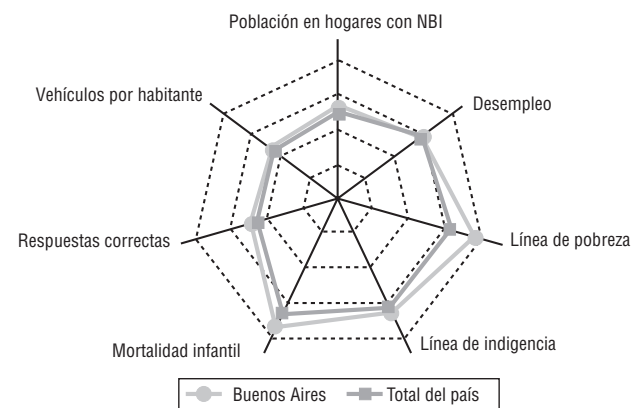 Población en hogares con NBI
Vehículos por habitante
Desempleo
Respuestas correctas
Línea de pobreza
Mortalidad infantil
Línea de indigencia
Buenos Aires
Total del país